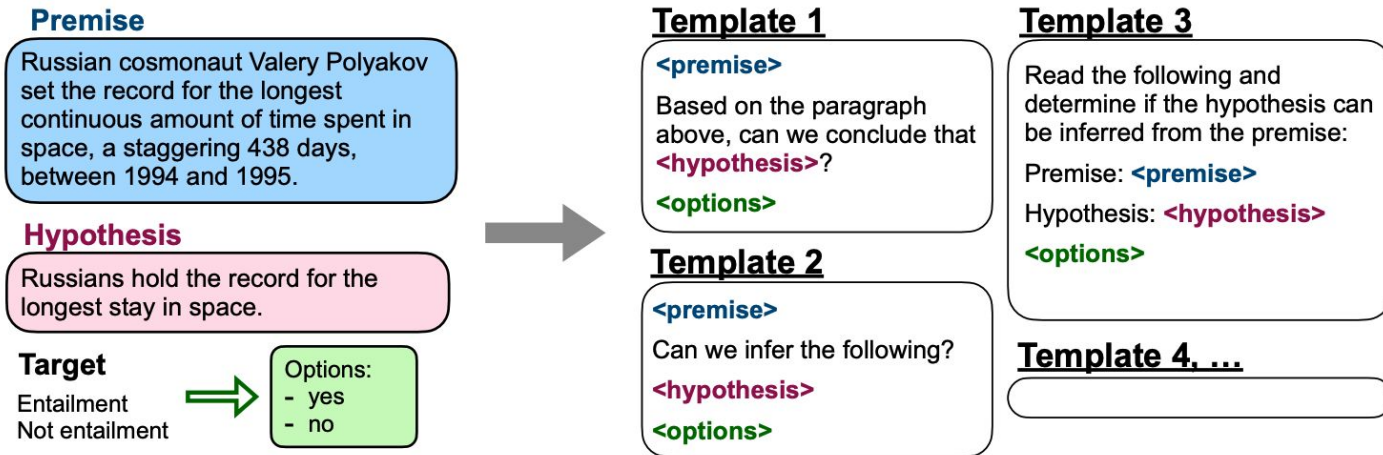 Premise
Russian cosmonaut Valery Polyakov
set the record for the longest
continuous amount of time spent in
space, a staggering 438 days,
between 1994 and 1995.
Hypothesis
Russians hold the record for the
longest stay in space.
Target
Entailment
Not entailment
Options:
- yes
- no
Template 1
<premise>
Based on the paragraph
above, can we conclude that
<hypothesis>?
<options>
Template 2
<premise>
Can we infer the following?
<hypothesis>
<options>
Template 3
Read the following and
determine if the hypothesis can
be inferred from the premise:
Premise: <premise>
Hypothesis: <hypothesis>
<options>
Template 4, ...